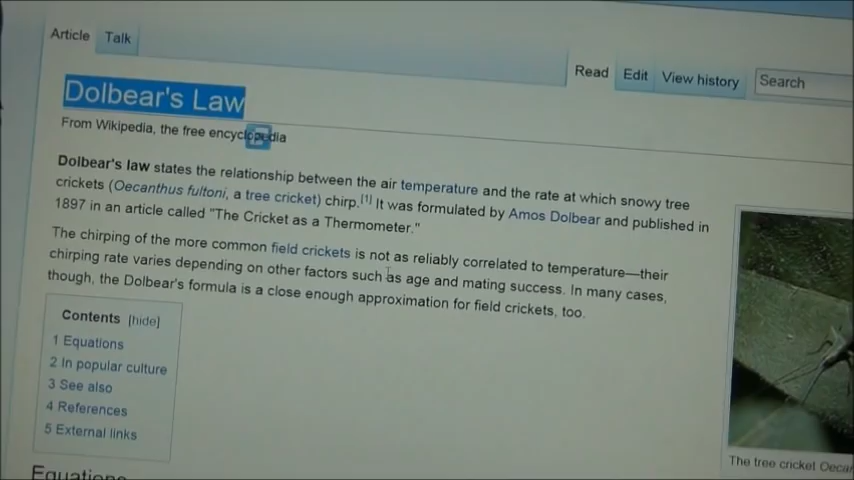 Article Talk
Read Edit View history Search
Dolbear's Law
From Wikipedia, the free encyclopedia
Dolbear's law states the relationship between the air temperature and the rate at which snowy tree
crickets (Oecanthus fultoni, a tree cricket) chirp.[1] It was formulated by Amos Dolbear and published in
1897 in an article called "The Cricket as a Thermometer."
The chirping of the more common field crickets is not as reliably correlated to temperature—their
chirping rate varies depending on other factors such as age and mating success. In many cases,
though, the Dolbear's formula is a close enough approximation for field crickets, too.
Contents [hide]
1 Equations
2 In popular culture
3 See also
4 References
5 External links
The tree cricket Oecan
Equations